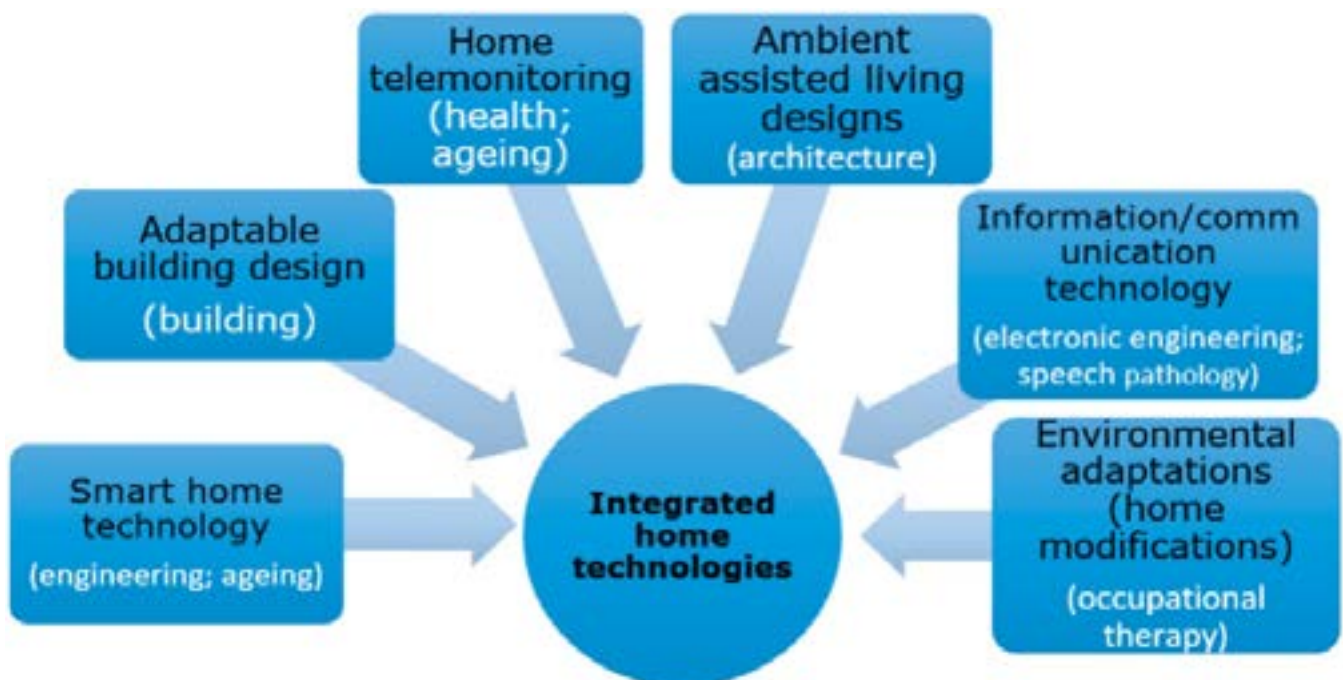 Home
telemonitoring
(health;
ageing)
Ambient
assisted living
designs
(architecture)
Adaptable
building design
(building)
Information/comm
unication
technology
(electronic engineering;
speech pathology)
Smart home
technology
(engineering; ageing)
Integrated
home
technologies
Environmental
adaptations
(home
modifications)
(occupational
therapy)